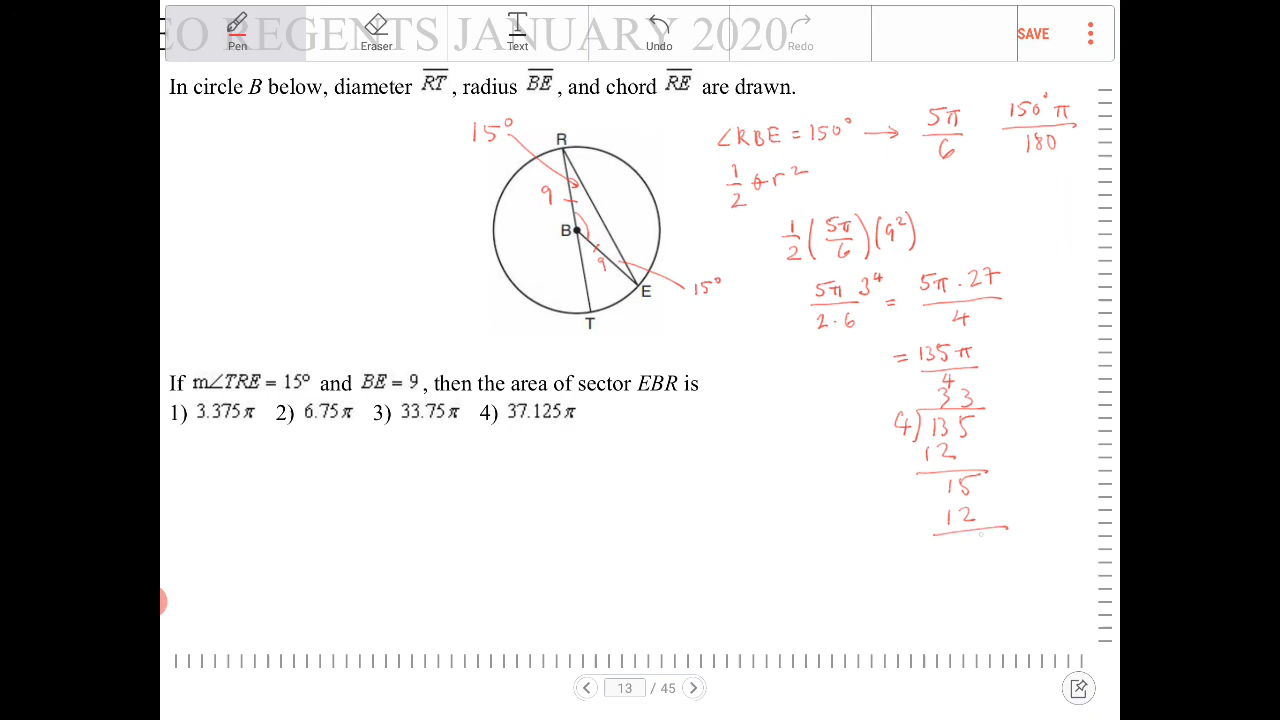 EO REGENTS JANUARY 2020
Pen Eraser Text Undo Redo SAVE
In circle B below, diameter RT, radius BE, and chord RE are drawn.
15°
R
9
B
9
E
15°
T
∠RBE = 150° → 5π/6 150°π/180
1/2 θr²
1/2 (5π/6)(9²)
5π 3⁴/2·6 = 5π·27/4
= 135π/4
33
4)135
12
15
12
If m∠TRE = 15° and BE = 9, then the area of sector EBR is
1) 3.375π 2) 6.75π 3) 33.75π 4) 37.125π
13 / 45